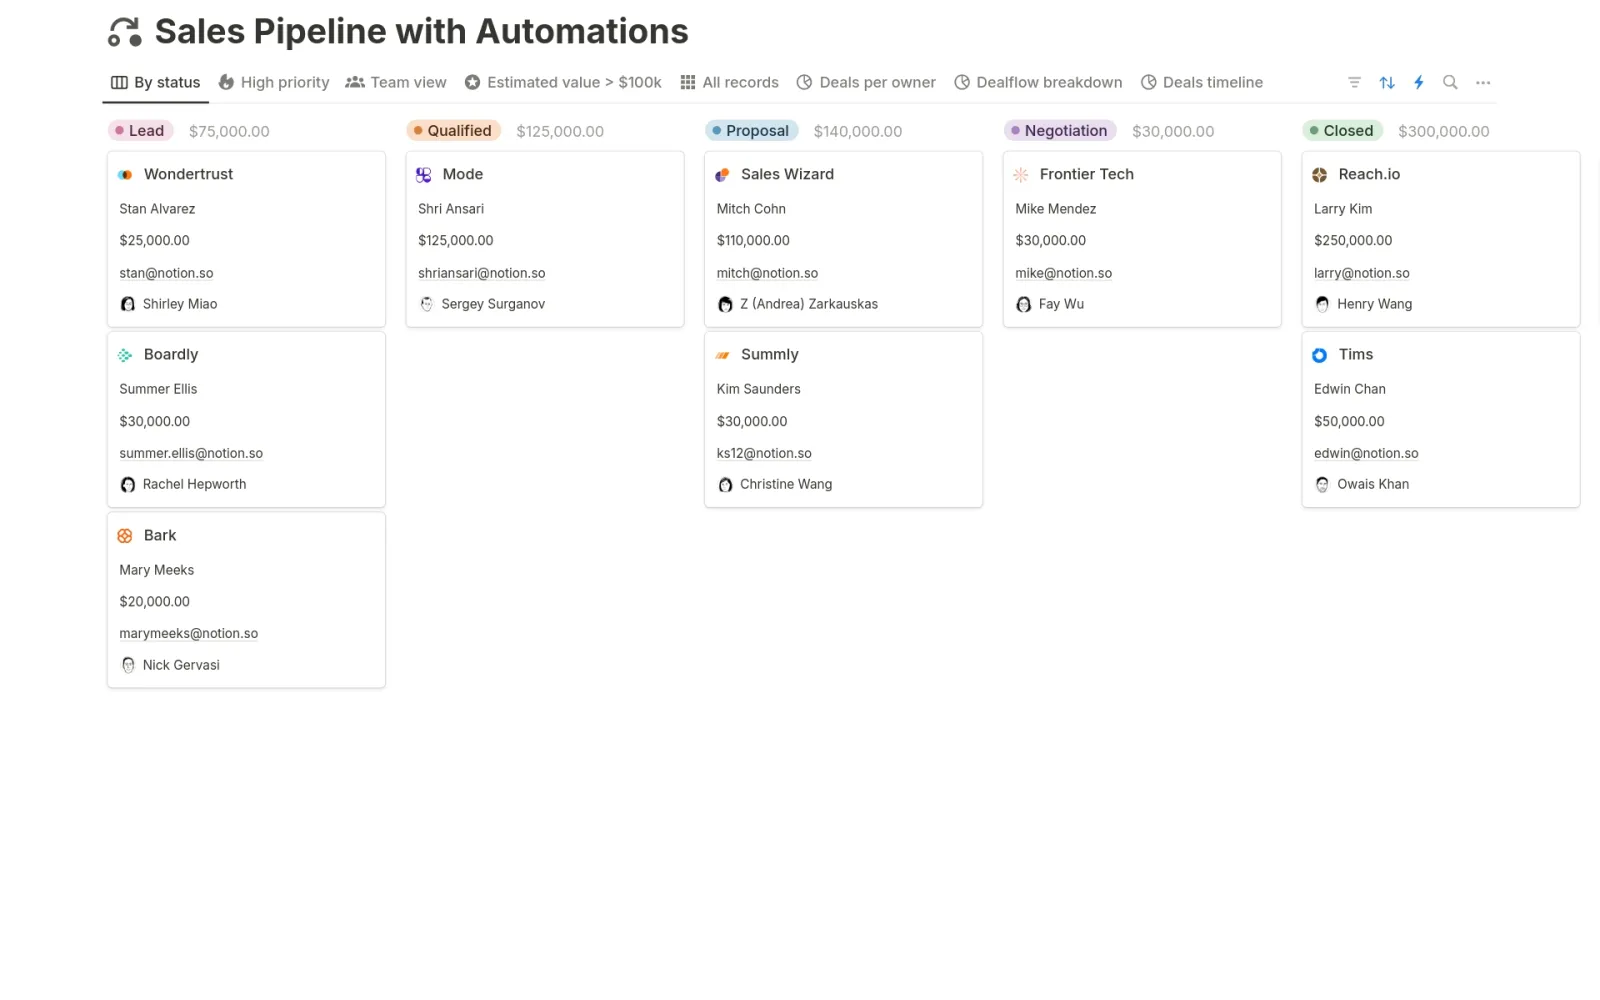 Sales Pipeline with Automations
By status High priority Team view Estimated value > $100k All records Deals per owner Dealflow breakdown Deals timeline
Lead $75,000.00
Wondertrust
Stan Alvarez
$25,000.00
stan@notion.so
Shirley Miao
Boardly
Summer Ellis
$30,000.00
summer.ellis@notion.so
Rachel Hepworth
Bark
Mary Meeks
$20,000.00
marymeeks@notion.so
Nick Gervasi
Qualified $125,000.00
Mode
Shri Ansari
$125,000.00
shriansari@notion.so
Sergey Surganov
Proposal $140,000.00
Sales Wizard
Mitch Cohn
$110,000.00
mitch@notion.so
Z (Andrea) Zarkauskas
Summly
Kim Saunders
$30,000.00
ks12@notion.so
Christine Wang
Negotiation $30,000.00
Frontier Tech
Mike Mendez
$30,000.00
mike@notion.so
Fay Wu
Closed $300,000.00
Reach.io
Larry Kim
$250,000.00
larry@notion.so
Henry Wang
Tims
Edwin Chan
$50,000.00
edwin@notion.so
Owais Khan